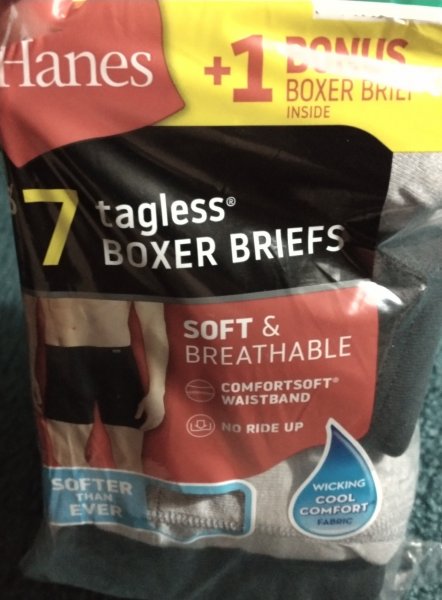 Hanes
+1 BONUS
BOXER BRIEF
INSIDE
7 tagless®
BOXER BRIEFS
SOFT &
BREATHABLE
COMFORTSOFT®
WAISTBAND
NO RIDE UP
SOFTER
THAN
EVER
WICKING
COOL
COMFORT
FABRIC